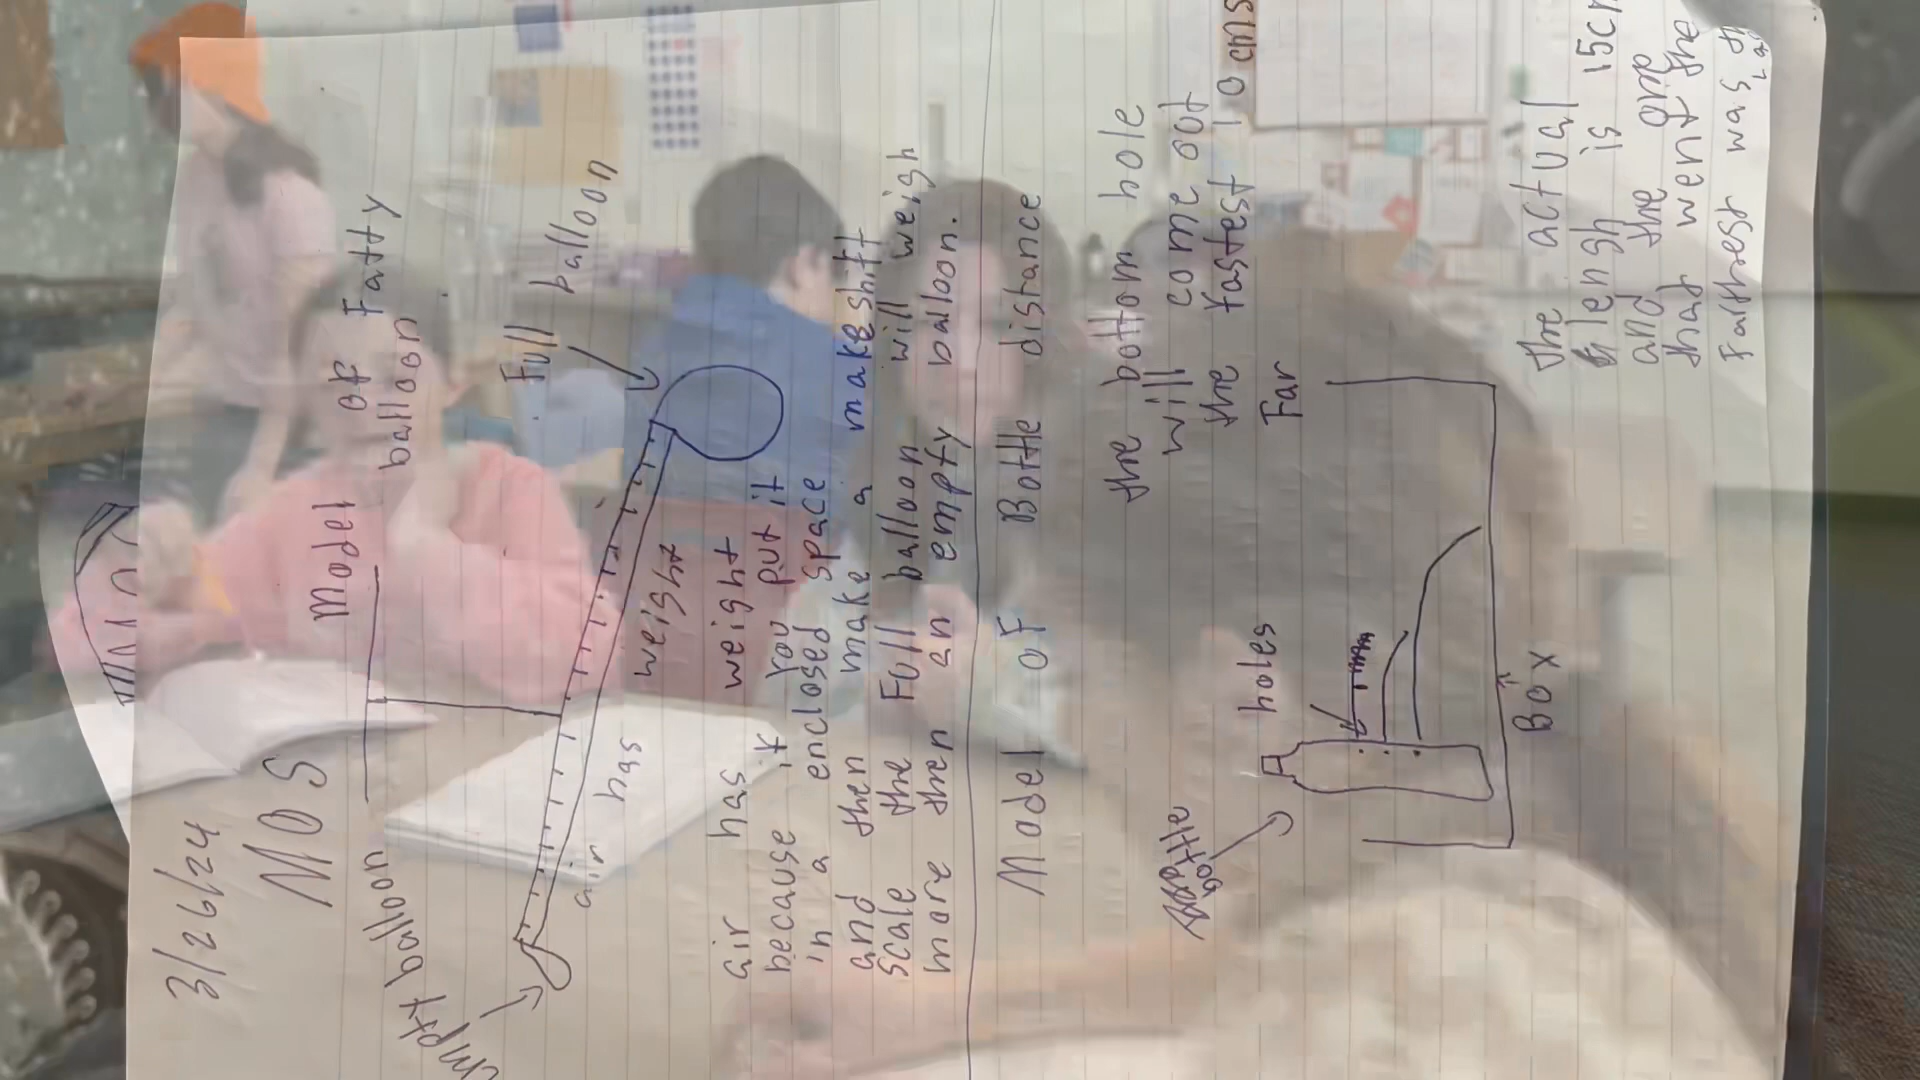 3/26/24
MOS
Model of Fatty
balloon
empty balloon
Full balloon
air has weight
air has weight
because if you put it
in a enclosed space
and then make a makeshift
scale the Full balloon will weigh
more then an empty balloon.
Model of Bottle distance
the bottom hole
will come out
the fastest 10 cms
bottle
holes
Far
Box
the actual
lengh is 15cm
and the one
that went the
Farthest was